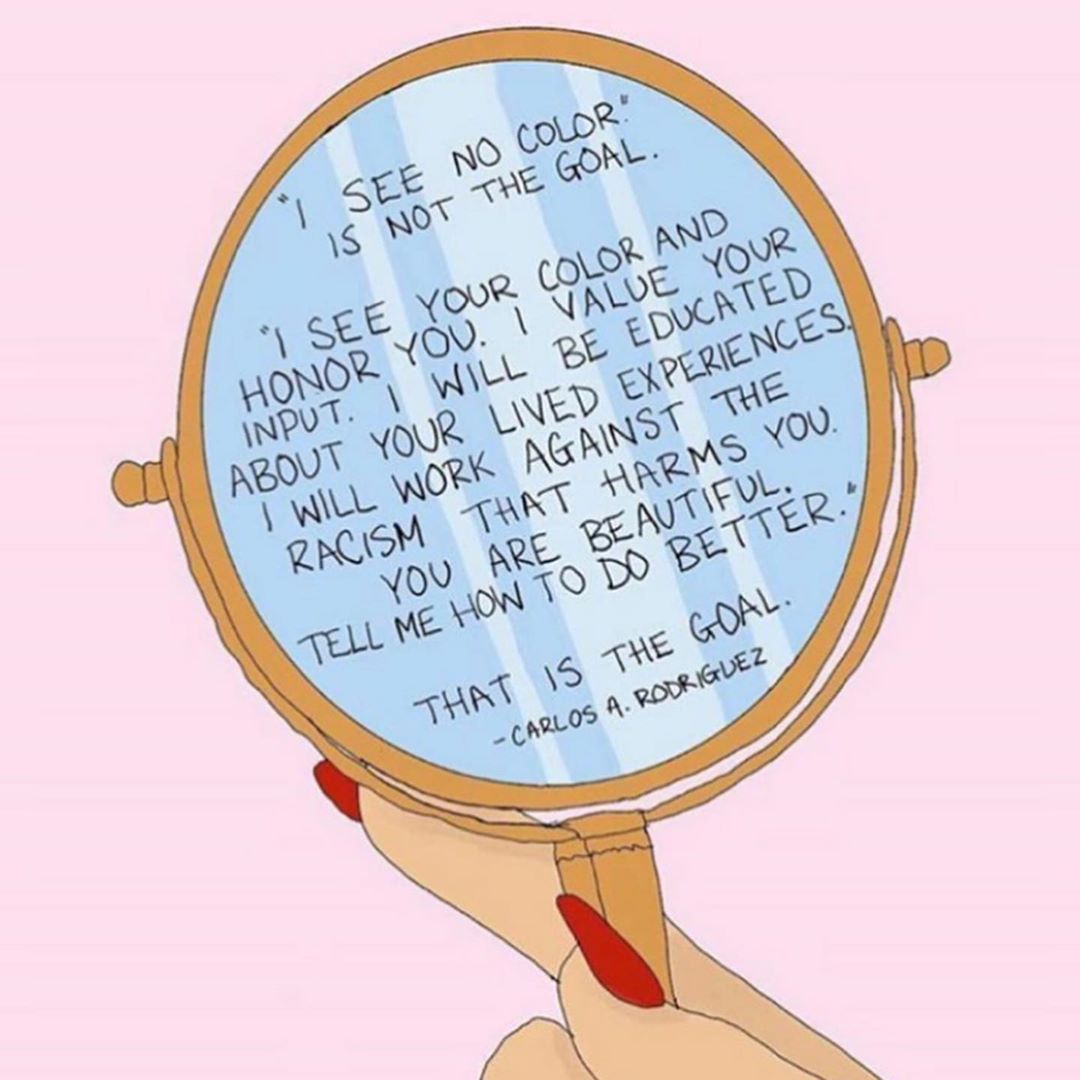 "I SEE NO COLOR."
IS NOT THE GOAL.
"I SEE YOUR COLOR AND
HONOR YOU. I VALUE YOUR
INPUT. I WILL BE EDUCATED
ABOUT YOUR LIVED EXPERIENCES.
I WILL WORK AGAINST THE
RACISM THAT HARMS YOU.
YOU ARE BEAUTIFUL.
TELL ME HOW TO DO BETTER."
THAT IS THE GOAL.
-CARLOS A. RODRIGUEZ